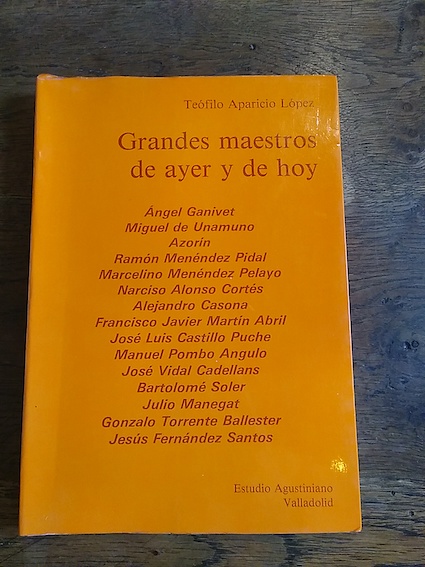 Teófilo Aparicio López
Grandes maestros
de ayer y de hoy
Ángel Ganivet
Miguel de Unamuno
Azorín
Ramón Menéndez Pidal
Marcelino Menéndez Pelayo
Narciso Alonso Cortés
Alejandro Casona
Francisco Javier Martín Abril
José Luis Castillo Puche
Manuel Pombo Angulo
José Vidal Cadellans
Bartolomé Soler
Julio Manegat
Gonzalo Torrente Ballester
Jesús Fernández Santos
Estudio Agustiniano
Valladolid